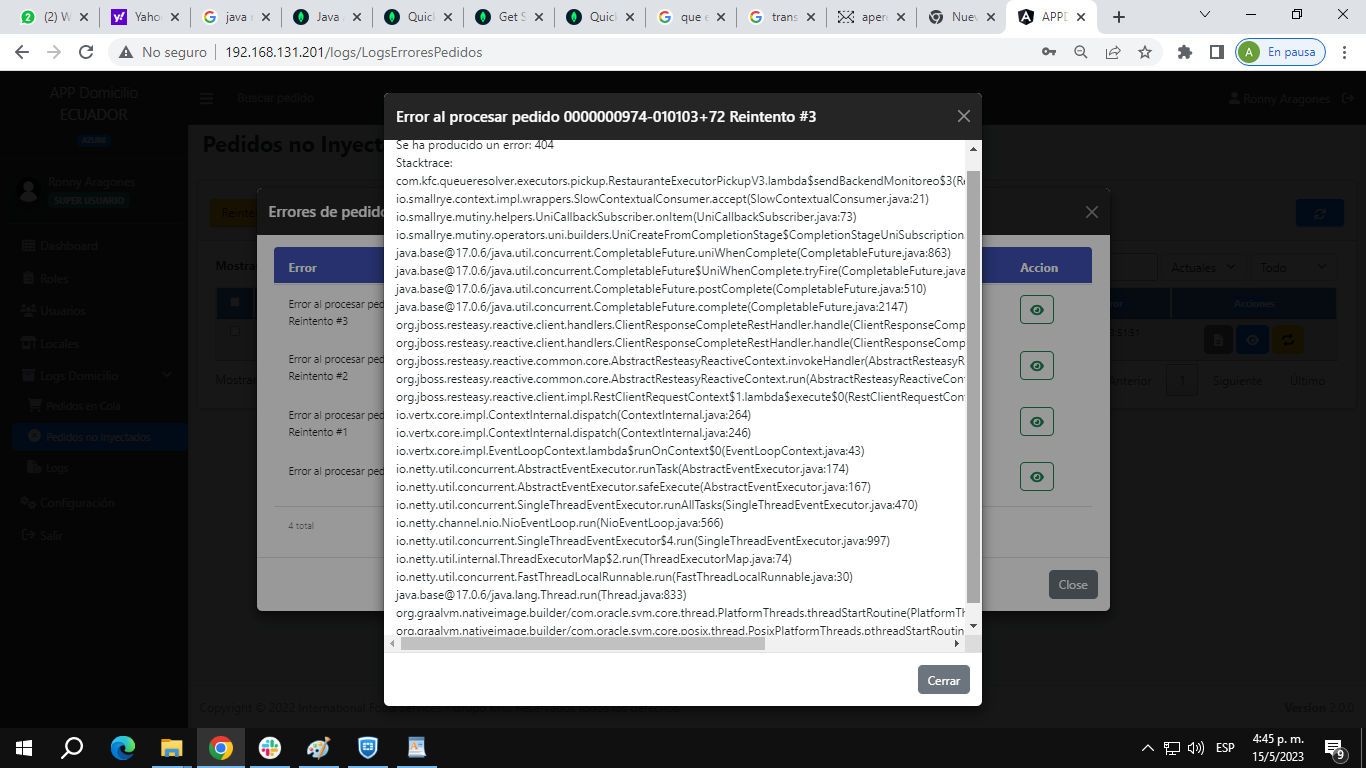 (2) W
Yaho
java r
Java 
Quick
Get S
Quick
que e
trans
apere
Nuev
APPD
No seguro
192.168.131.201/logs/LogsErroresPedidos
A
En pausa
APP Domicilio
ECUADOR
AZURE
Buscar pedido
Ronny Aragones
Ronny Aragones
SUPER USUARIO
Dashboard
Roles
Usuarios
Locales
Logs Domicilio
Pedidos en Cola
Pedidos no Inyectados
Logs
Configuración
Salir
Pedidos no Inyect
Reinte
Mostra
Actuales
Todo
ror
Acciones
Mostran
Anterior
1
Siguiente
Último
Errores de pedido
Error
Accion
Error al procesar ped
Reintento #3
Error al procesar ped
Reintento #2
Error al procesar ped
Reintento #1
Error al procesar ped
4 total
Close
Error al procesar pedido 0000000974-010103+72 Reintento #3
Se ha producido un error: 404
Stacktrace:
com.kfc.queueresolver.executors.pickup.RestauranteExecutorPickupV3.lambda$sendBackendMonitoreo$3(Re
io.smallrye.context.impl.wrappers.SlowContextualConsumer.accept(SlowContextualConsumer.java:21)
io.smallrye.mutiny.helpers.UniCallbackSubscriber.onItem(UniCallbackSubscriber.java:73)
io.smallrye.mutiny.operators.uni.builders.UniCreateFromCompletionStage$CompletionStageUniSubscription
java.base@17.0.6/java.util.concurrent.CompletableFuture.uniWhenComplete(CompletableFuture.java:863)
java.base@17.0.6/java.util.concurrent.CompletableFuture$UniWhenComplete.tryFire(CompletableFuture.java
java.base@17.0.6/java.util.concurrent.CompletableFuture.postComplete(CompletableFuture.java:510)
java.base@17.0.6/java.util.concurrent.CompletableFuture.complete(CompletableFuture.java:2147)
org.jboss.resteasy.reactive.client.handlers.ClientResponseCompleteRestHandler.handle(ClientResponseComp
org.jboss.resteasy.reactive.client.handlers.ClientResponseCompleteRestHandler.handle(ClientResponseComp
org.jboss.resteasy.reactive.common.core.AbstractResteasyReactiveContext.invokeHandler(AbstractResteasyR
org.jboss.resteasy.reactive.common.core.AbstractResteasyReactiveContext.run(AbstractResteasyReactiveCont
org.jboss.resteasy.reactive.client.impl.RestClientRequestContext$1.lambda$execute$0(RestClientRequestCon
io.vertx.core.impl.ContextInternal.dispatch(ContextInternal.java:264)
io.vertx.core.impl.ContextInternal.dispatch(ContextInternal.java:246)
io.vertx.core.impl.EventLoopContext.lambda$runOnContext$0(EventLoopContext.java:43)
io.netty.util.concurrent.AbstractEventExecutor.runTask(AbstractEventExecutor.java:174)
io.netty.util.concurrent.AbstractEventExecutor.safeExecute(AbstractEventExecutor.java:167)
io.netty.util.concurrent.SingleThreadEventExecutor.runAllTasks(SingleThreadEventExecutor.java:470)
io.netty.channel.nio.NioEventLoop.run(NioEventLoop.java:566)
io.netty.util.concurrent.SingleThreadEventExecutor$4.run(SingleThreadEventExecutor.java:997)
io.netty.util.internal.ThreadExecutorMap$2.run(ThreadExecutorMap.java:74)
io.netty.util.concurrent.FastThreadLocalRunnable.run(FastThreadLocalRunnable.java:30)
java.base@17.0.6/java.lang.Thread.run(Thread.java:833)
org.graalvm.nativeimage.builder/com.oracle.svm.core.thread.PlatformThreads.threadStartRoutine(PlatformTh
org.graalvm.nativeimage.builder/com.oracle.svm.core.posix.thread.PosixPlatformThreads.pthreadStartRoutin
Cerrar
Copyright © 2022 International Food Services
Version 2.0.0
ESP
4:45 p. m.
15/5/2023
9